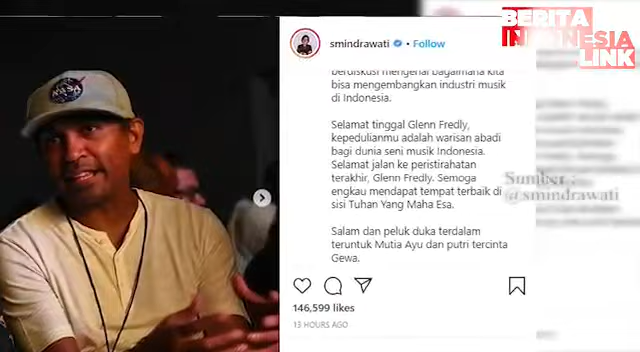 BERITA
INDONESIA
LINK
NASA
smindrawati • Follow
berdiskusi mengenai bagaimana kita
bisa mengembangkan industri musik
di Indonesia.
Selamat tinggal Glenn Fredly,
kepedulianmu adalah warisan abadi
bagi dunia seni musik Indonesia.
Selamat jalan ke peristirahatan
terakhir, Glenn Fredly. Semoga
engkau mendapat tempat terbaik di
sisi Tuhan Yang Maha Esa.
Salam dan peluk duka terdalam
teruntuk Mutia Ayu dan putri tercinta
Gewa.
146,599 likes
13 HOURS AGO
Sumber :
@smindrawati